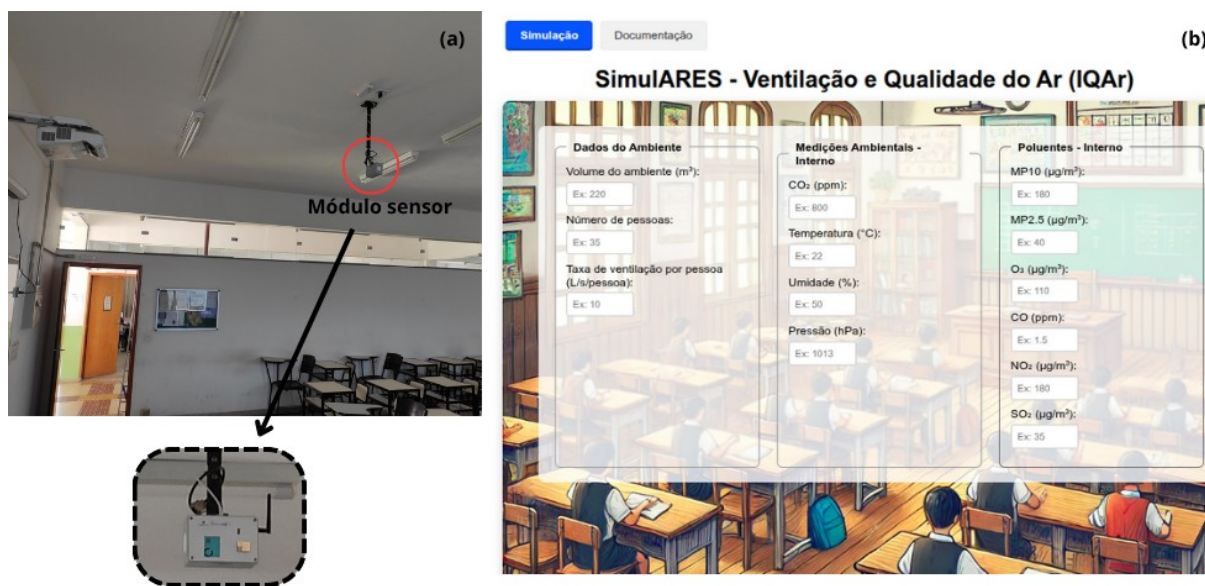 (a)
Módulo sensor
Simulação
Documentação
(b)
SimulARES - Ventilação e Qualidade do Ar (IQAr)
Dados do Ambiente
Volume do ambiente (m³):
Ex: 220
Número de pessoas:
Ex: 35
Taxa de ventilação por pessoa
(L/s/pessoa):
Ex: 10
Medições Ambientais -
Interno
CO₂ (ppm):
Ex: 800
Temperatura (°C):
Ex: 22
Umidade (%):
Ex: 50
Pressão (hPa):
Ex: 1013
Poluentes - Interno
MP10 (µg/m³):
Ex: 180
MP2.5 (µg/m³):
Ex: 40
O₃ (µg/m³):
Ex: 110
CO (ppm):
Ex: 1.5
NO₂ (µg/m³):
Ex: 180
SO₂ (µg/m³):
Ex: 35